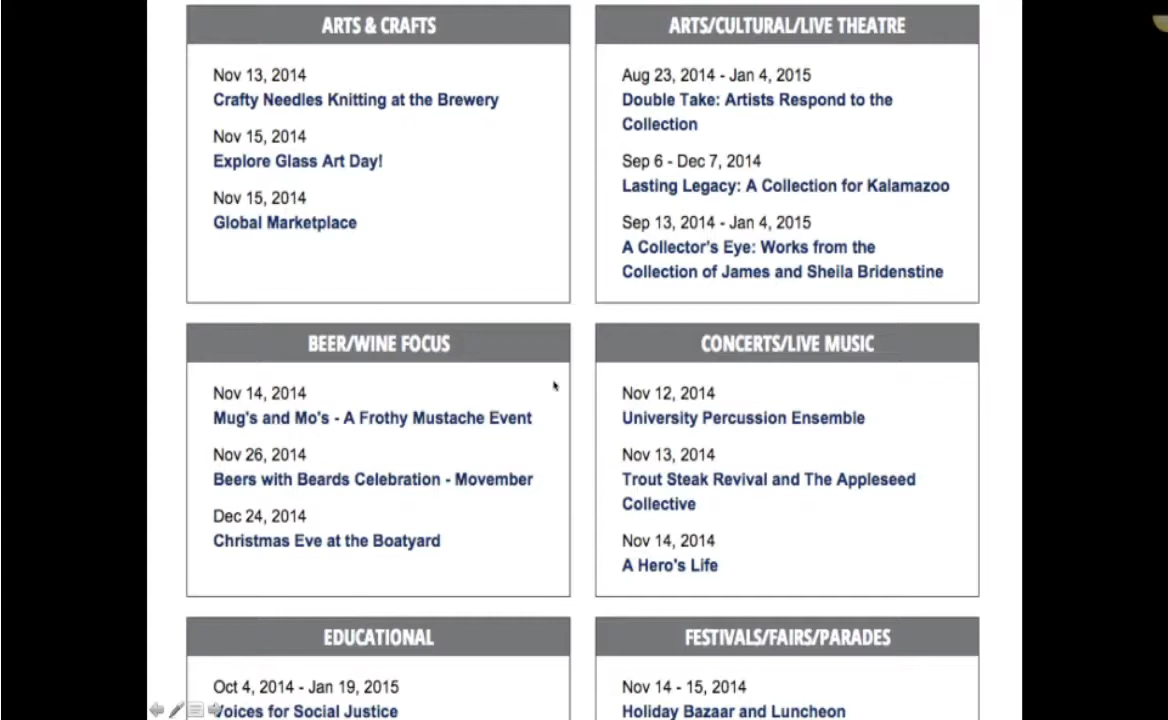 ARTS & CRAFTS
Nov 13, 2014
Crafty Needles Knitting at the Brewery
Nov 15, 2014
Explore Glass Art Day!
Nov 15, 2014
Global Marketplace
ARTS/CULTURAL/LIVE THEATRE
Aug 23, 2014 - Jan 4, 2015
Double Take: Artists Respond to the
Collection
Sep 6 - Dec 7, 2014
Lasting Legacy: A Collection for Kalamazoo
Sep 13, 2014 - Jan 4, 2015
A Collector's Eye: Works from the
Collection of James and Sheila Bridenstine
BEER/WINE FOCUS
Nov 14, 2014
Mug's and Mo's - A Frothy Mustache Event
Nov 26, 2014
Beers with Beards Celebration - Movember
Dec 24, 2014
Christmas Eve at the Boatyard
CONCERTS/LIVE MUSIC
Nov 12, 2014
University Percussion Ensemble
Nov 13, 2014
Trout Steak Revival and The Appleseed
Collective
Nov 14, 2014
A Hero's Life
EDUCATIONAL
Oct 4, 2014 - Jan 19, 2015
Voices for Social Justice
FESTIVALS/FAIRS/PARADES
Nov 14 - 15, 2014
Holiday Bazaar and Luncheon